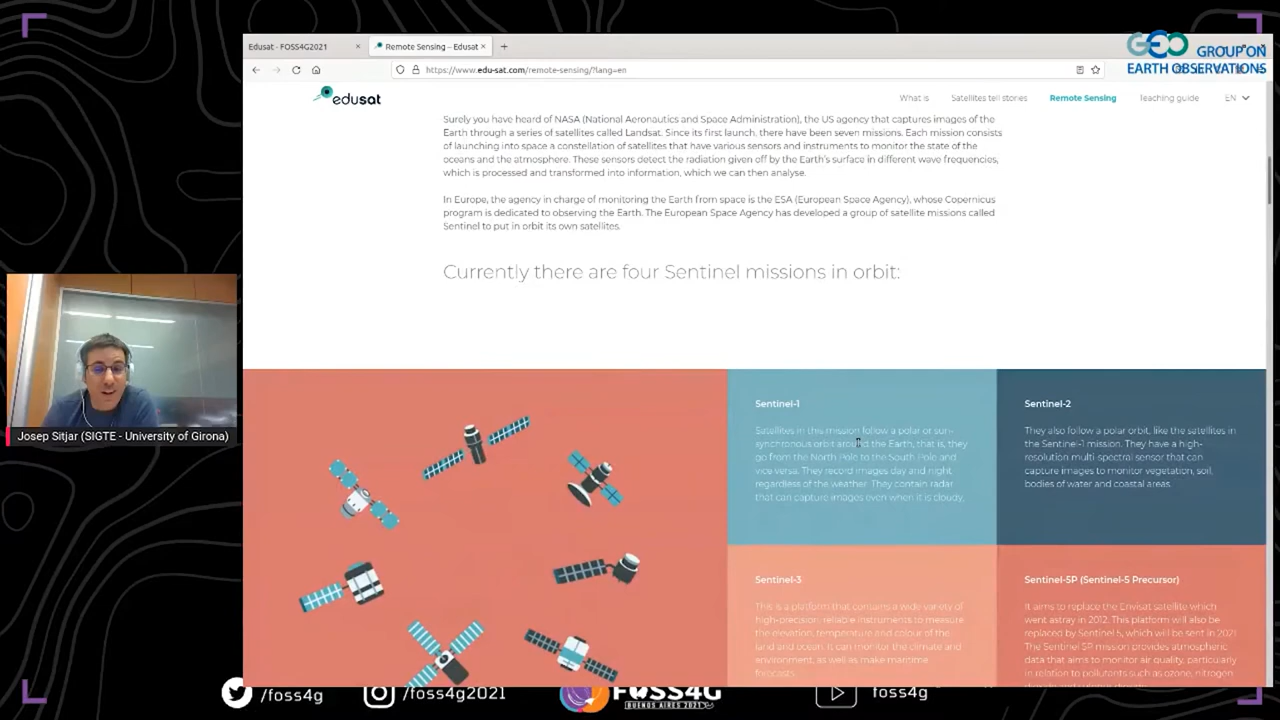 Edusat - FOSS4G2021
Remote Sensing – Edusat
https://www.edu-sat.com/remote-sensing/?lang=en
GEO GROUP ON
EARTH OBSERVATIONS
edusat
What is
Satellites tell stories
Remote Sensing
Teaching guide
EN
Surely you have heard of NASA (National Aeronautics and Space Administration), the US agency that captures images of the
Earth through a series of satellites called Landsat. Since its first launch, there have been seven missions. Each mission consists
of launching into space a constellation of satellites that have various sensors and instruments to monitor the state of the
oceans and the atmosphere. These sensors detect the radiation given off by the Earth's surface in different wave frequencies,
which is processed and transformed into information, which we can then analyse.
In Europe, the agency in charge of monitoring the Earth from space is the ESA (European Space Agency), whose Copernicus
program is dedicated to observing the Earth. The European Space Agency has developed a group of satellite missions called
Sentinel to put in orbit its own satellites.
Currently there are four Sentinel missions in orbit:
Sentinel-1
Satellites in this mission follow a polar or sun-
synchronous orbit around the Earth, that is, they
go from the North Pole to the South Pole and
vice versa. They record images day and night
regardless of the weather. They contain radar
that can capture images even when it is cloudy.
Sentinel-2
They also follow a polar orbit, like the satellites in
the Sentinel-1 mission. They have a high-
resolution multi-spectral sensor that can
capture images to monitor vegetation, soil,
bodies of water and coastal areas.
Sentinel-3
This is a platform that contains a wide variety of
high-precision, reliable instruments to measure
the elevation, temperature and colour of the
land and ocean. It can monitor the climate and
environment, as well as make maritime
forecasts.
Sentinel-5P (Sentinel-5 Precursor)
It aims to replace the Envisat satellite which
went astray in 2012. This platform will also be
replaced by Sentinel 5, which will be sent in 2021.
The Sentinel 5P mission provides atmospheric
data that aims to monitor air quality, particularly
in relation to pollutants such as ozone, nitrogen
Josep Sitjar (SIGTE - University of Girona)
/foss4g
/foss4g2021
FOSS4G
BUENOS AIRES 2021
foss4g